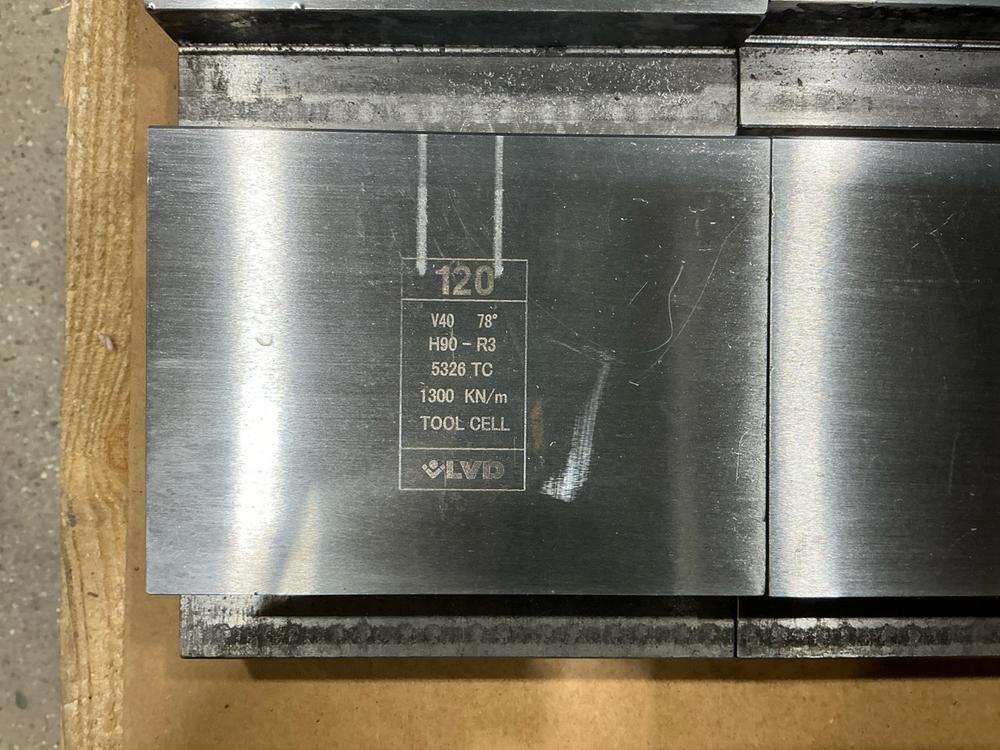 120
V40 78°
H90 - R3
5326 TC
1300 KN/m
TOOL CELL
LVD